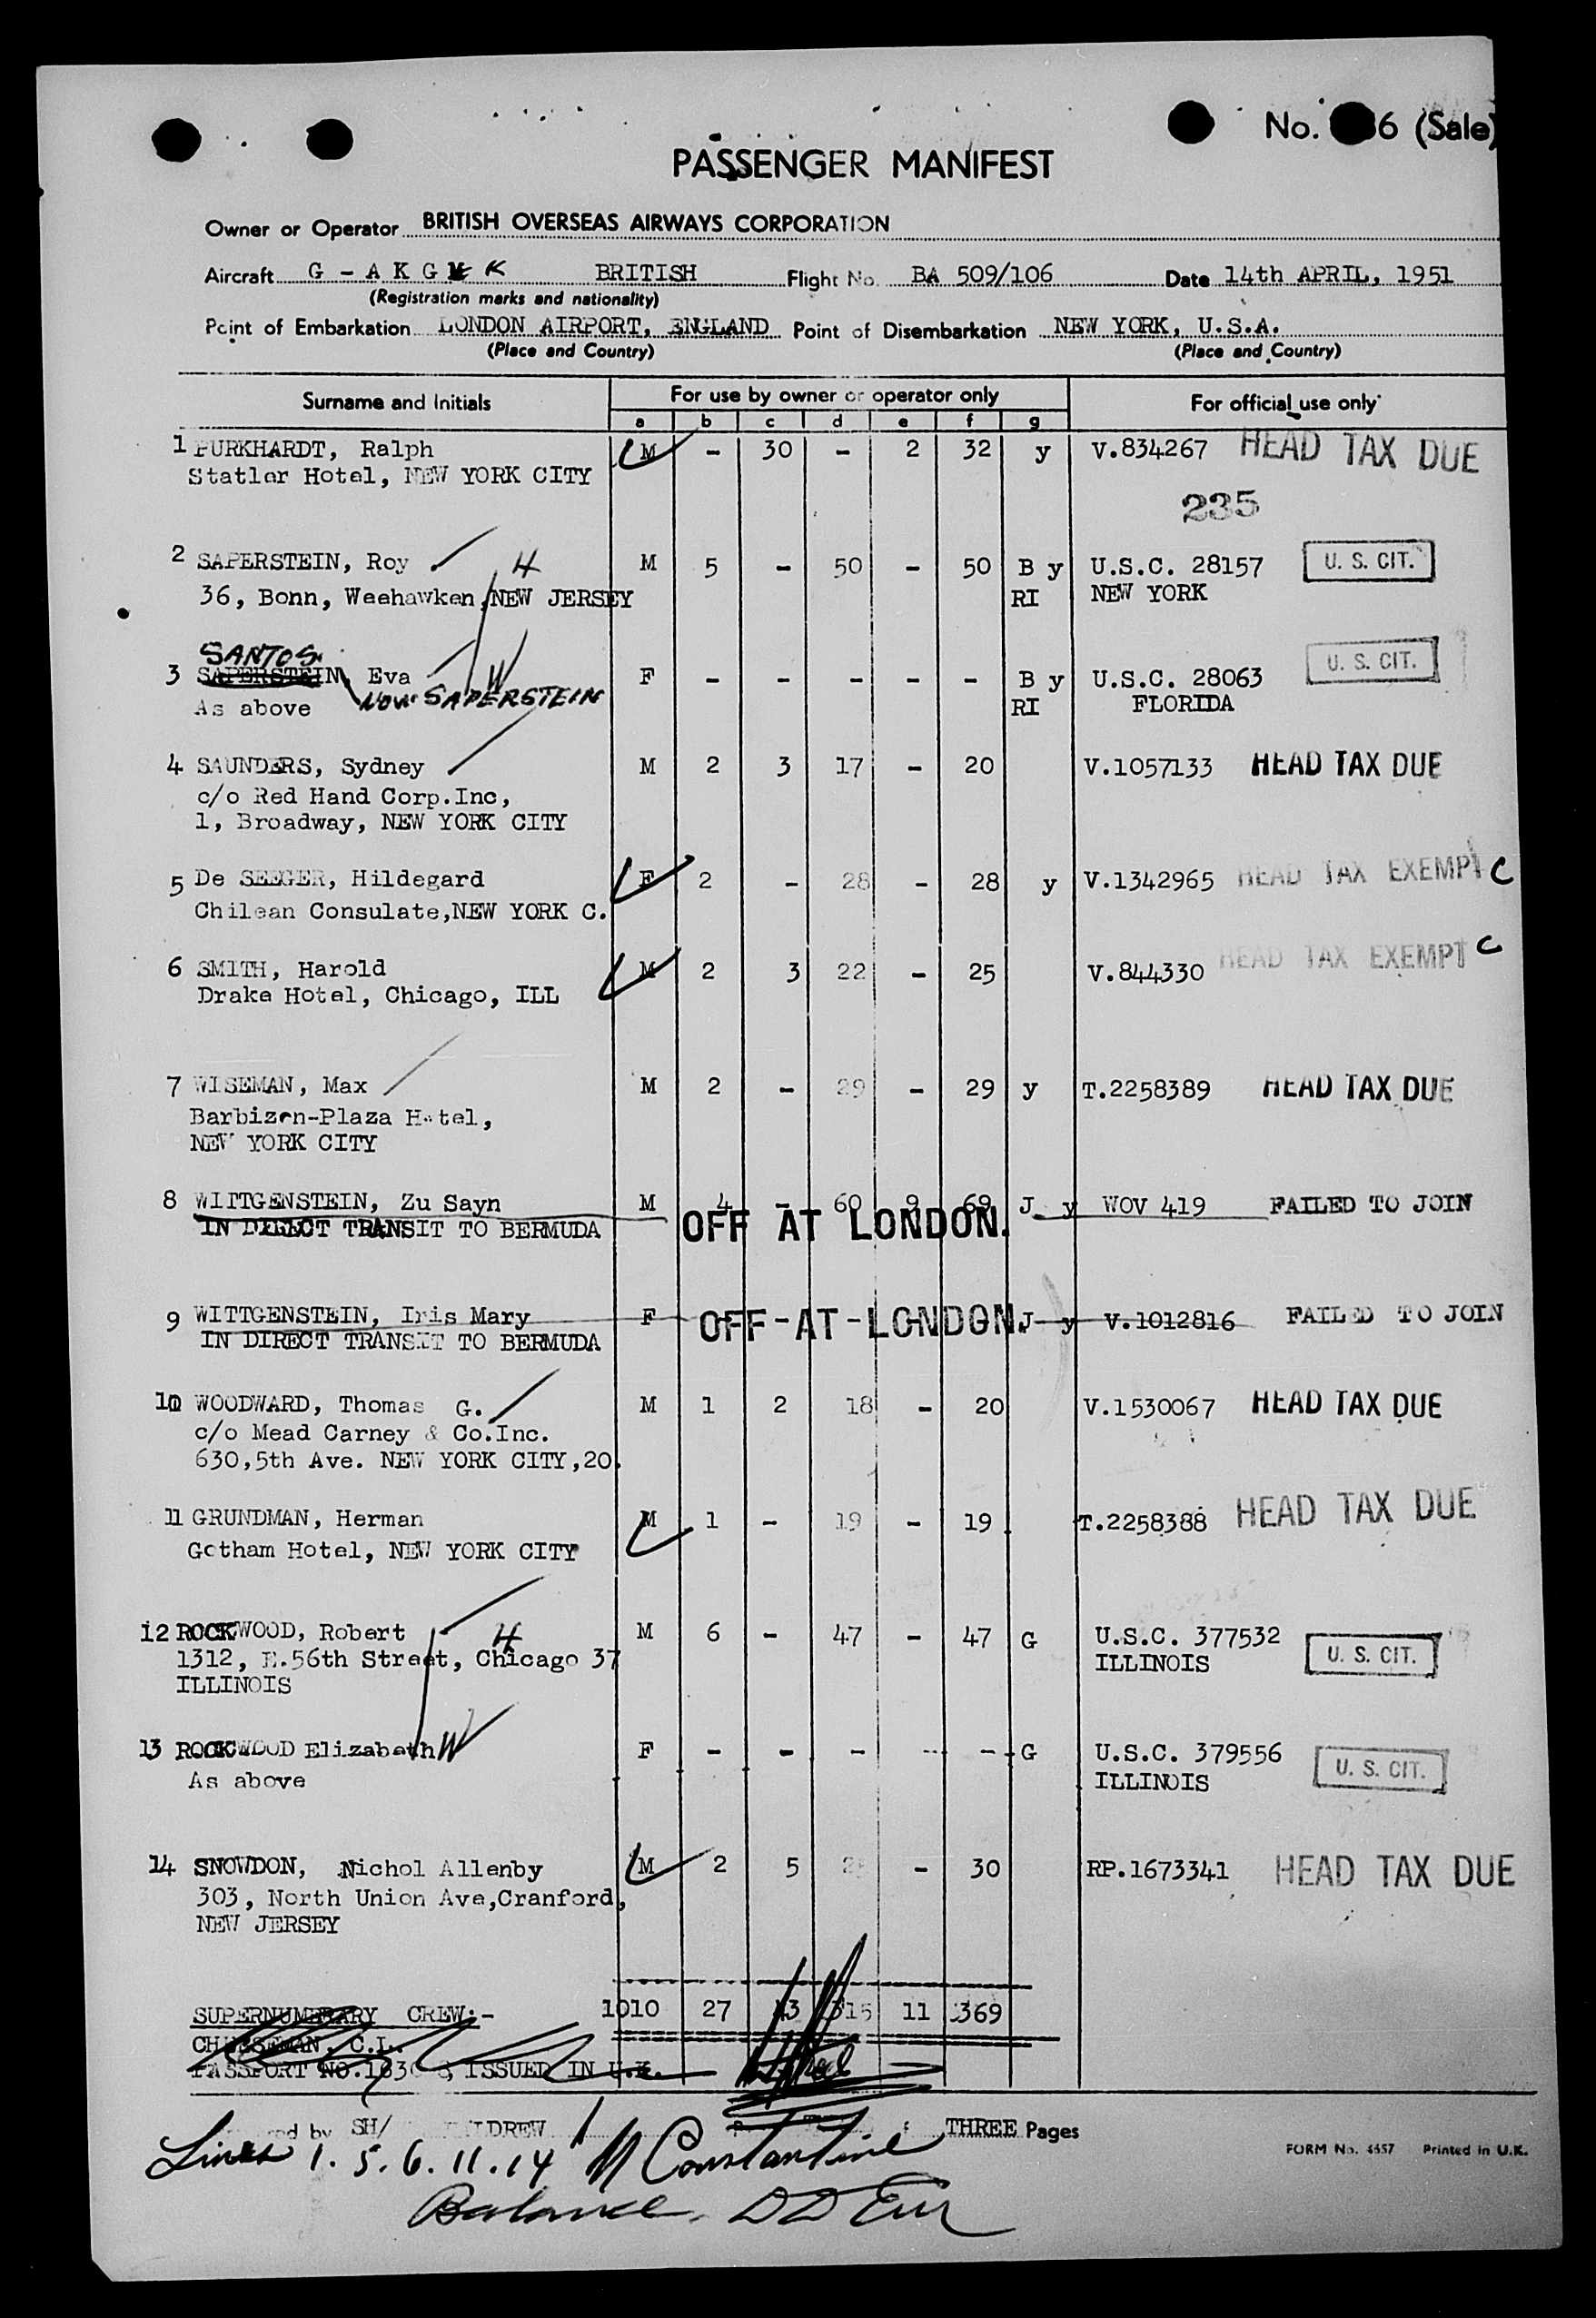 No. 6 (Sale)
PASSENGER MANIFEST
Owner or Operator BRITISH OVERSEAS AIRWAYS CORPORATION
Aircraft G - A K G K BRITISH Flight No. BA 509/106 Date 14th APRIL, 1951
(Registration marks and nationality)
Point of Embarkation LONDON AIRPORT, ENGLAND Point of Disembarkation NEW YORK, U.S.A.
(Place and Country) (Place and Country)
Surname and Initials For use by owner or operator only For official use only
a b c d e f g
1 PURKHARDT, Ralph M - 30 - 2 32 y V.834267 HEAD TAX DUE
Statler Hotel, NEW YORK CITY
235
2 SAPERSTEIN, Roy H M 5 - 50 - 50 B y U.S.C. 28157 U. S. CIT.
36, Bonn, Weehawken, NEW JERSEY RI NEW YORK
SANTOS
3 SAPERSTEIN, Eva W F - - - - - B y U.S.C. 28063 U. S. CIT.
As above NOW SAPERSTEIN RI FLORIDA
4 SAUNDERS, Sydney M 2 3 17 - 20 V.1057133 HEAD TAX DUE
c/o Red Hand Corp.Inc,
1, Broadway, NEW YORK CITY
5 De SEEGER, Hildegard F 2 - 28 - 28 y V.1342965 HEAD TAX EXEMPT C
Chilean Consulate,NEW YORK C.
6 SMITH, Harold M 2 3 22 - 25 V.844330 HEAD TAX EXEMPT C
Drake Hotel, Chicago, ILL
7 WISEMAN, Max M 2 - 29 - 29 y T.2258389 HEAD TAX DUE
Barbizon-Plaza Hotel,
NEW YORK CITY
8 WITTGENSTEIN, Zu Sayn M 4 - 60 9 69 J y WOV 419 FAILED TO JOIN
IN DIRECT TRANSIT TO BERMUDA OFF AT LONDON.
9 WITTGENSTEIN, Iris Mary F OFF-AT-LONDON. J y V.1012816 FAILED TO JOIN
IN DIRECT TRANSIT TO BERMUDA
10 WOODWARD, Thomas G. M 1 2 18 - 20 V.1530067 HEAD TAX DUE
c/o Mead Carney & Co.Inc.
630,5th Ave. NEW YORK CITY,20.
11 GRUNDMAN, Herman M 1 - 19 - 19 T.2258388 HEAD TAX DUE
Gotham Hotel, NEW YORK CITY
12 ROCKWOOD, Robert H M 6 - 47 - 47 G U.S.C. 377532 U. S. CIT.
1312, E.56th Street, Chicago 37 ILLINOIS
ILLINOIS
13 ROCKWOOD Elizabeth W F - - - - - G U.S.C. 379556 U. S. CIT.
As above ILLINOIS
14 SNOWDON, Nichol Allenby M 2 5 - 30 RP.1673341 HEAD TAX DUE
303, North Union Ave,Cranford,
NEW JERSEY
SUPERNUMERARY CREW:- 1010 27 315 11 369
CHEESEMAN. C.L.
PASSPORT ISSUED IN U.K.
by SH/ THREE Pages
FORM No. 4457 Printed in U.K.
Lines 1. 5. 6. 11. 14 M Constantine
Balance.